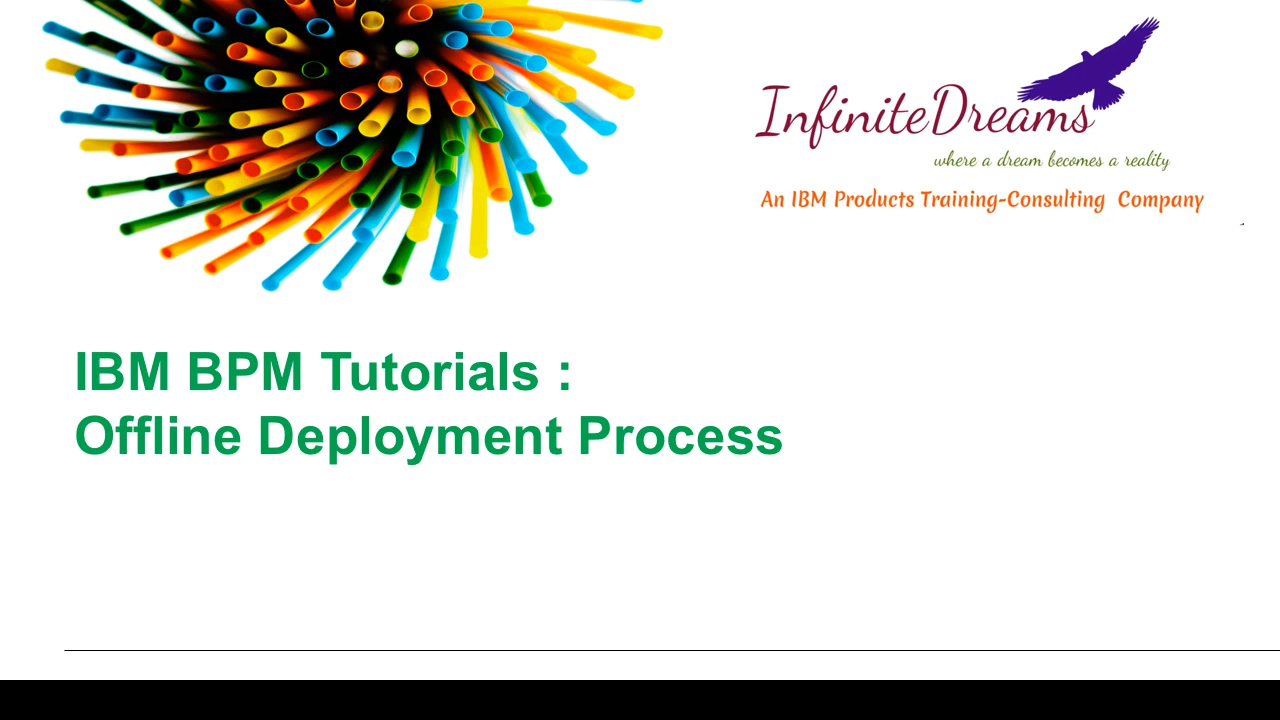 InfiniteDreams
where a dream becomes a reality
An IBM Products Training-Consulting Company
IBM BPM Tutorials :
Offline Deployment Process